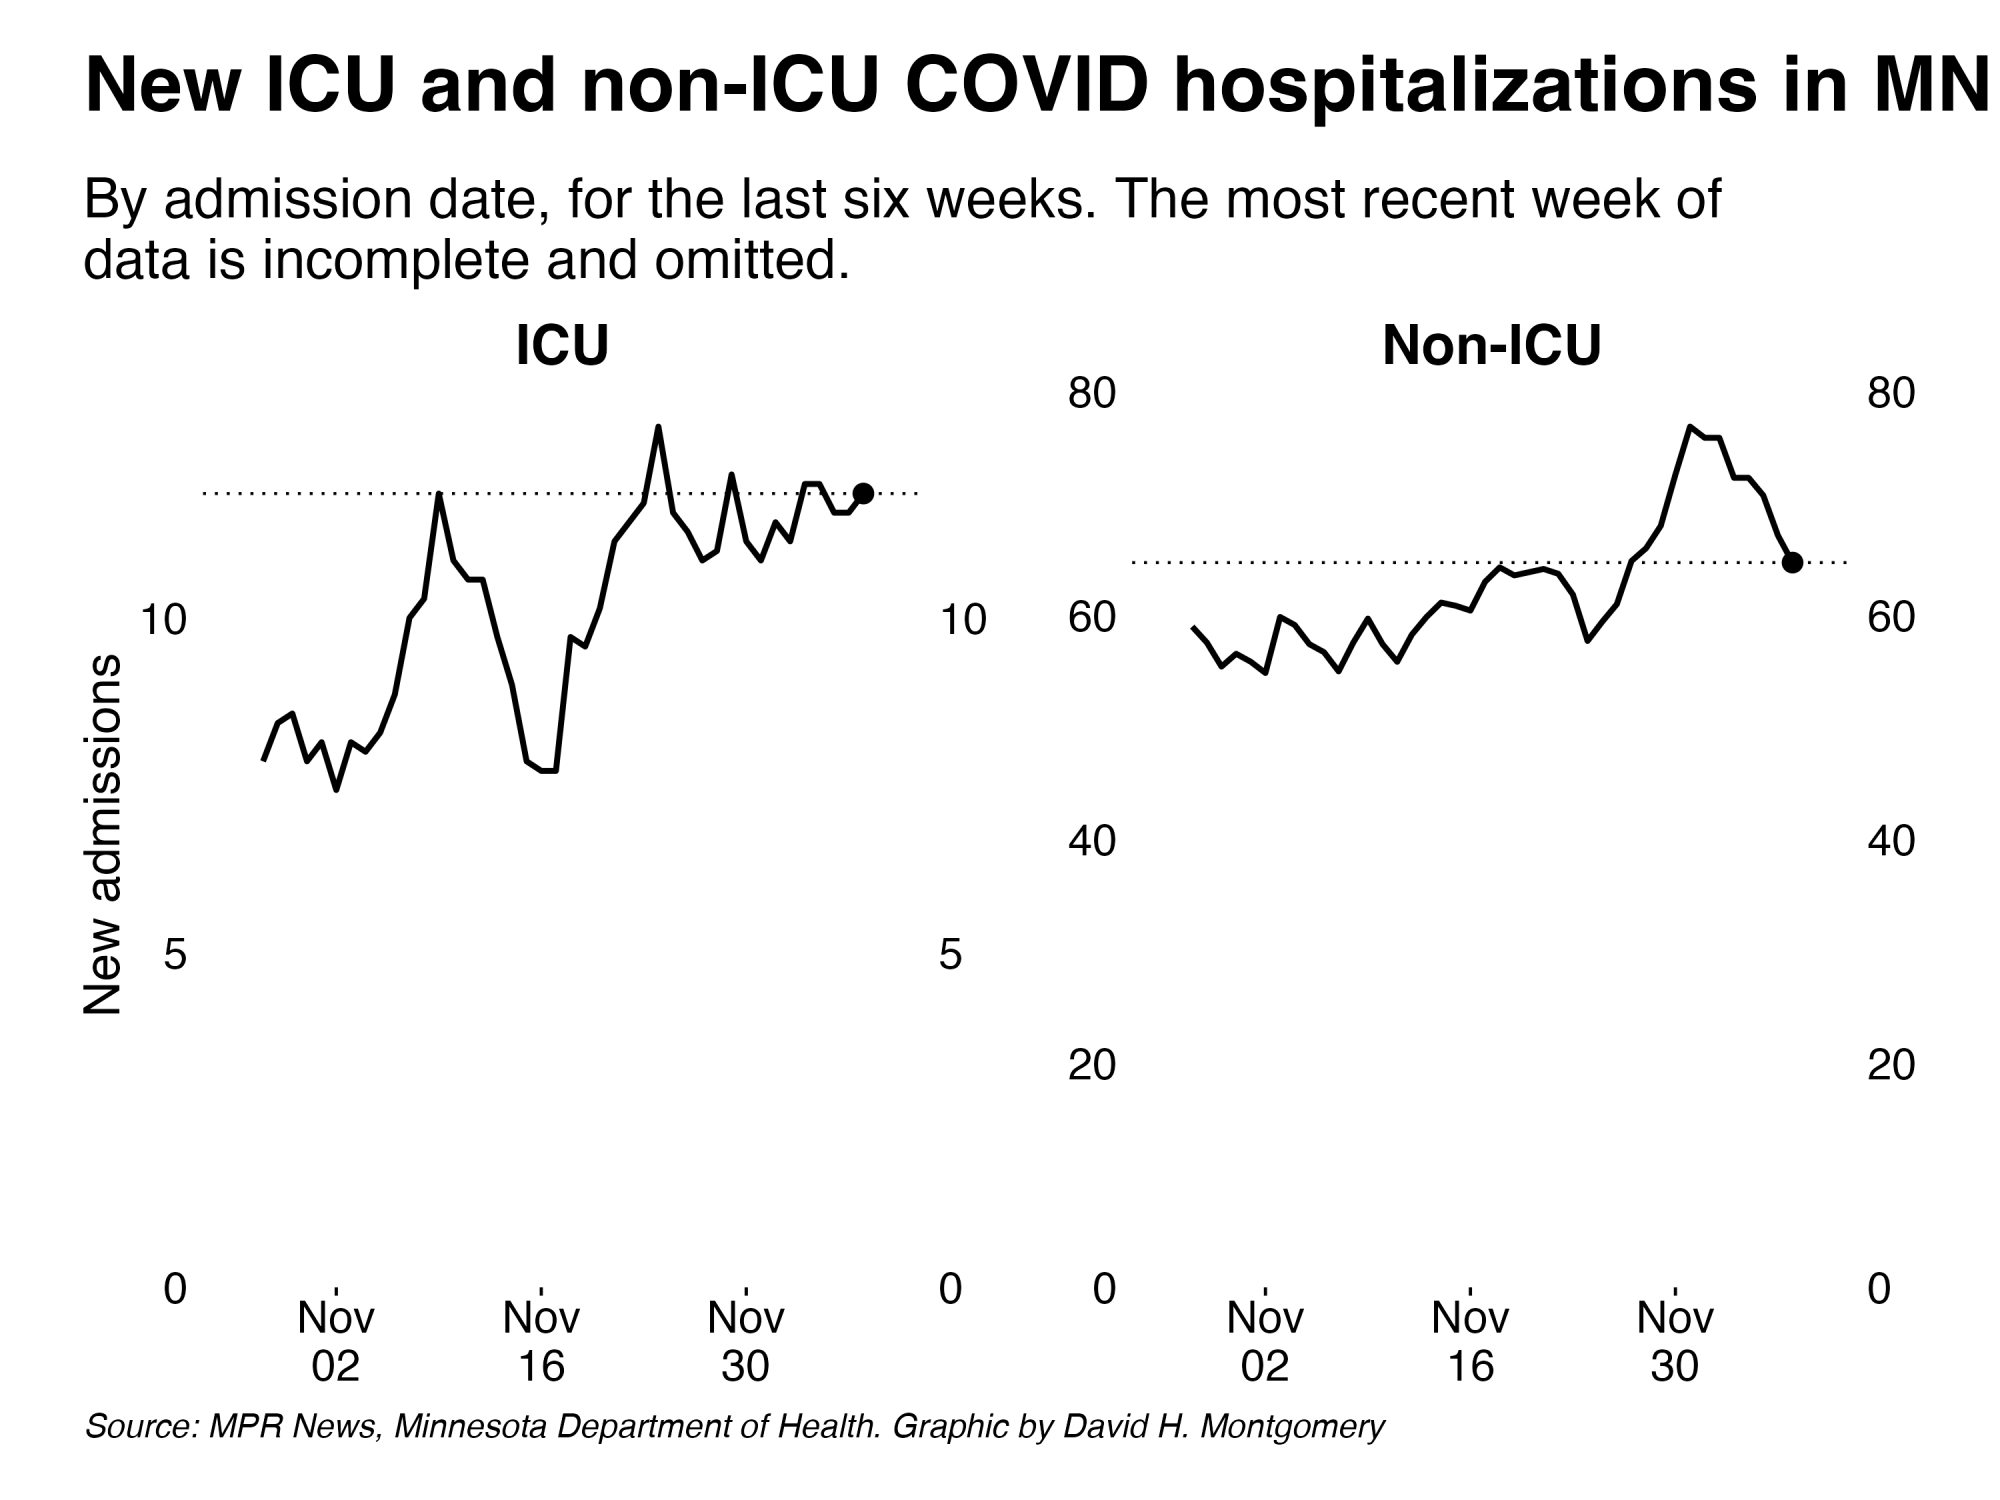 New ICU and non-ICU COVID hospitalizations in MN
By admission date, for the last six weeks. The most recent week of
data is incomplete and omitted.
ICU
Non-ICU
New admissions
10
5
0
10
5
0
80
60
40
20
0
80
60
40
20
0
Nov
02
Nov
16
Nov
30
Nov
02
Nov
16
Nov
30
Source: MPR News, Minnesota Department of Health. Graphic by David H. Montgomery